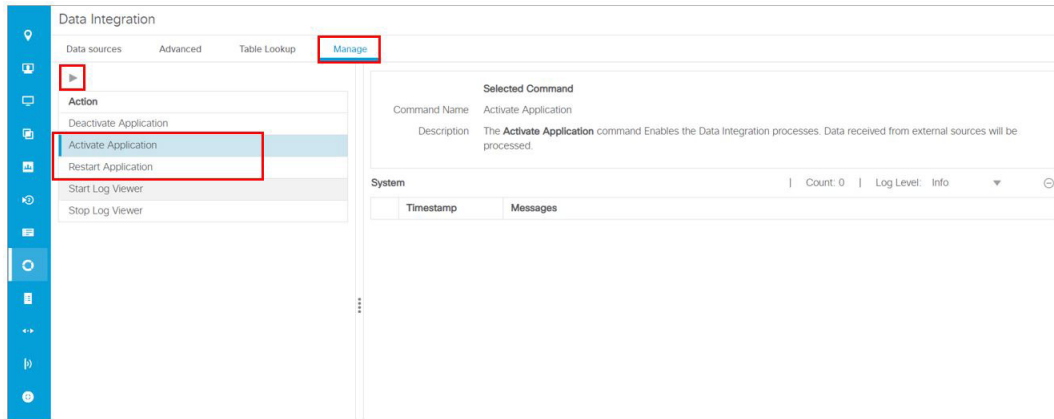 Data Integration
Data sources Advanced Table Lookup Manage
Action
Deactivate Application
Activate Application
Restart Application
Start Log Viewer
Stop Log Viewer
Selected Command
Command Name Activate Application
Description The Activate Application command Enables the Data Integration processes. Data received from external sources will be
processed.
System | Count: 0 | Log Level: Info
Timestamp Messages